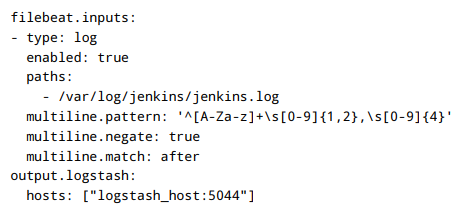 filebeat.inputs:
- type: log
  enabled: true
  paths:
    - /var/log/jenkins/jenkins.log
  multiline.pattern: '^[A-Za-z]+\s[0-9]{1,2},\s[0-9]{4}'
  multiline.negate: true
  multiline.match: after
output.logstash:
  hosts: ["logstash_host:5044"]